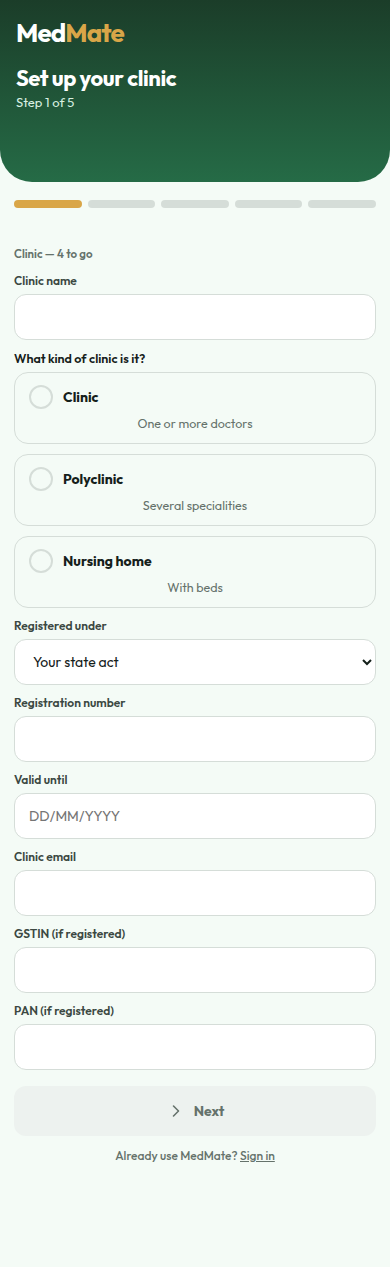 MedMate
Set up your clinic
Step 1 of 5
Clinic — 4 to go
Clinic name
What kind of clinic is it?
Clinic
One or more doctors
Polyclinic
Several specialities
Nursing home
With beds
Registered under
Your state act
Registration number
Valid until
DD/MM/YYYY
Clinic email
GSTIN (if registered)
PAN (if registered)
Next
Already use MedMate? Sign in